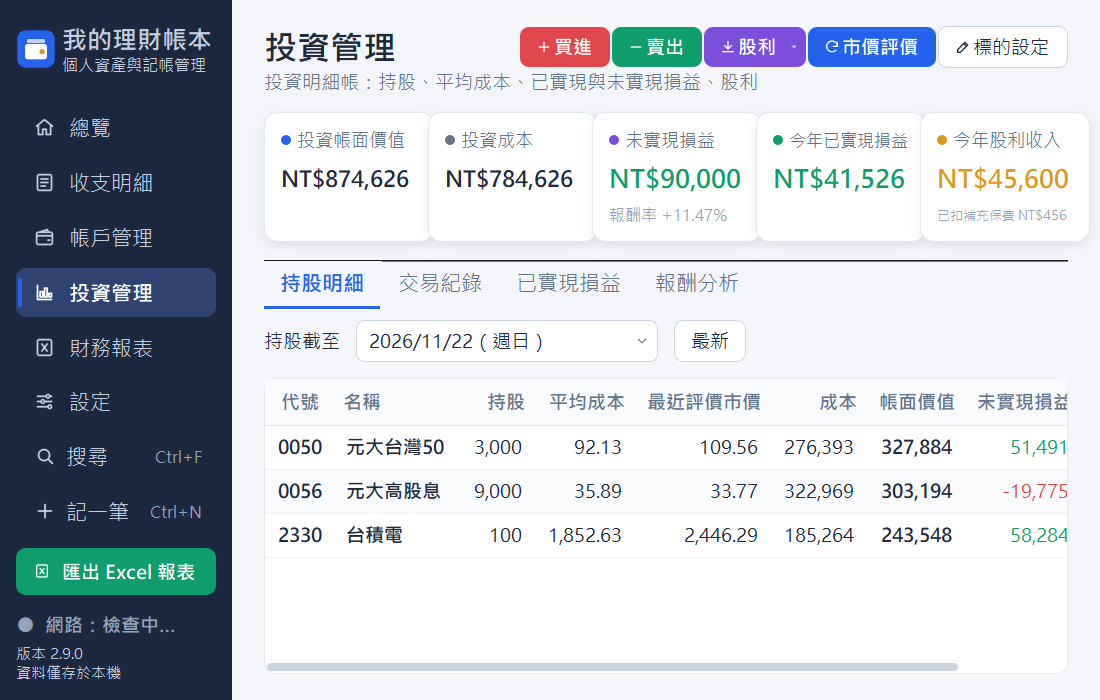 我的理財帳本
個人資產與記帳管理
總覽
收支明細
帳戶管理
投資管理
財務報表
設定
搜尋 Ctrl+F
記一筆 Ctrl+N
匯出 Excel 報表
網路：檢查中...
版本 2.9.0
資料僅存於本機
投資管理
+買進 −賣出 股利 市價評價 標的設定
投資明細帳：持股、平均成本、已實現與未實現損益、股利
投資帳面價值 投資成本 未實現損益 今年已實現損益 今年股利收入
NT$874,626 NT$784,626 NT$90,000 NT$41,526 NT$45,600
報酬率 +11.47% 已扣補充保費 NT$456
持股明細 交易紀錄 已實現損益 報酬分析
持股截至 2026/11/22（週日） 最新
代號 名稱 持股 平均成本 最近評價市價 成本 帳面價值 未實現損益
0050 元大台灣50 3,000 92.13 109.56 276,393 327,884 51,491
0056 元大高股息 9,000 35.89 33.77 322,969 303,194 -19,775
2330 台積電 100 1,852.63 2,446.29 185,264 243,548 58,284